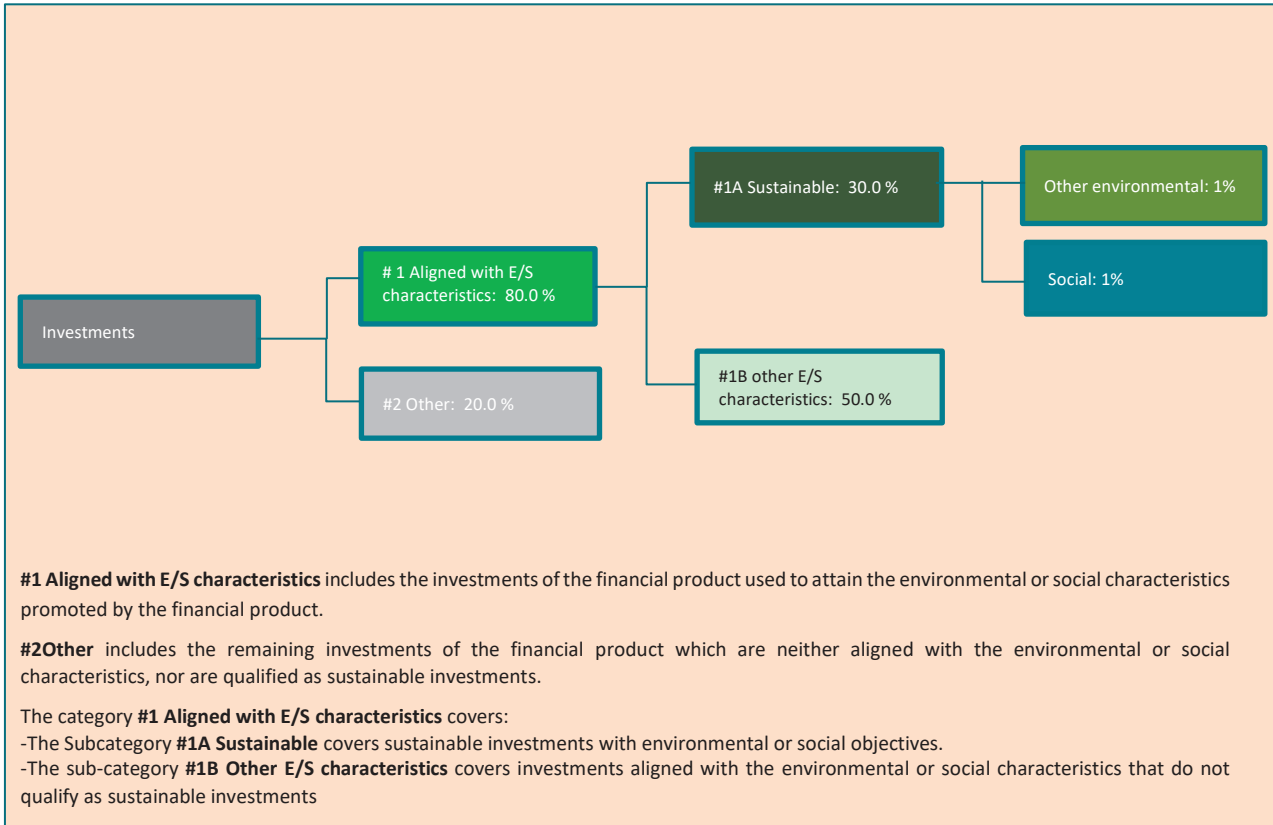 #1A Sustainable: 30.0 %
Other environmental: 1%
# 1 Aligned with E/S
characteristics: 80.0 %
Social: 1%
Investments
#1B other E/S
characteristics: 50.0 %
#2 Other: 20.0 %
#1 Aligned with E/S characteristics includes the investments of the financial product used to attain the environmental or social characteristics
promoted by the financial product.
#2Other includes the remaining investments of the financial product which are neither aligned with the environmental or social
characteristics, nor are qualified as sustainable investments.
The category #1 Aligned with E/S characteristics covers:
-The Subcategory #1A Sustainable covers sustainable investments with environmental or social objectives.
-The sub-category #1B Other E/S characteristics covers investments aligned with the environmental or social characteristics that do not
qualify as sustainable investments